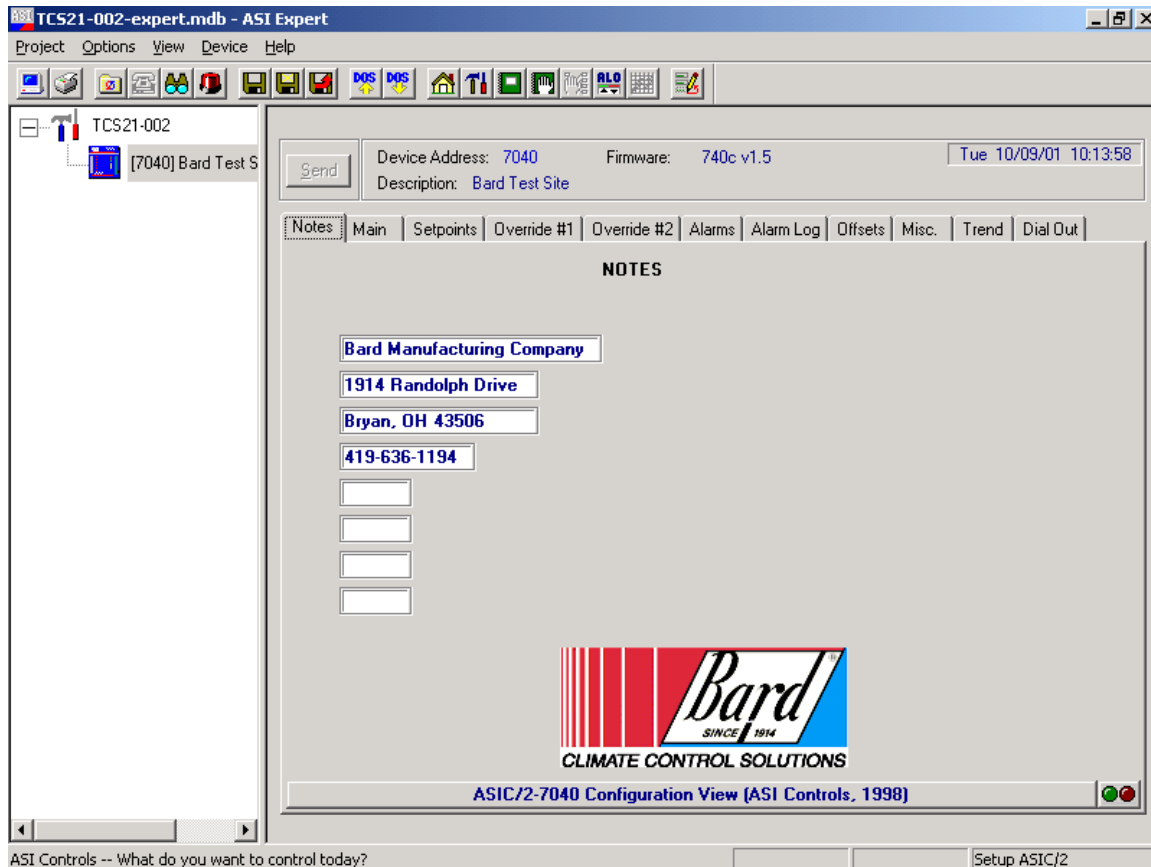 TCS21-002-expert.mdb - ASI Expert
Project Options View Device Help
DOS DOS ALO
TCS21-002
[7040] Bard Test S
Send
Device Address: 7040 Firmware: 740c v1.5
Tue 10/09/01 10:13:58
Description: Bard Test Site
Notes Main Setpoints Override #1 Override #2 Alarms Alarm Log Offsets Misc. Trend Dial Out
NOTES
Bard Manufacturing Company
1914 Randolph Drive
Bryan, OH 43506
419-636-1194
Bard ®
SINCE 1914
CLIMATE CONTROL SOLUTIONS
ASIC/2-7040 Configuration View (ASI Controls, 1998)
ASI Controls -- What do you want to control today? Setup ASIC/2